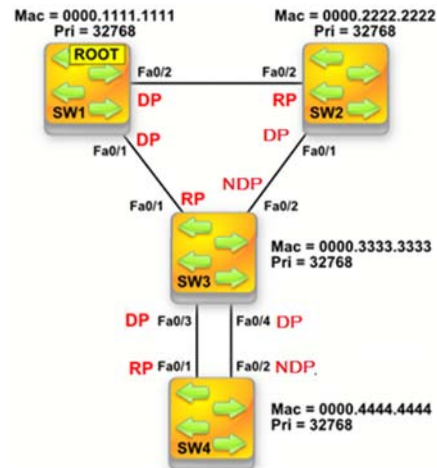 Mac = 0000.1111.1111
Pri = 32768
Mac = 0000.2222.2222
Pri = 32768
ROOT
Fa0/2
Fa0/2
SW1
DP
RP
SW2
DP
DP
Fa0/1
Fa0/1
NDP
Fa0/1
RP
Fa0/2
Mac = 0000.3333.3333
Pri = 32768
SW3
DP Fa0/3
Fa0/4 DP
RP Fa0/1
Fa0/2 NDP.
Mac = 0000.4444.4444
Pri = 32768
SW4